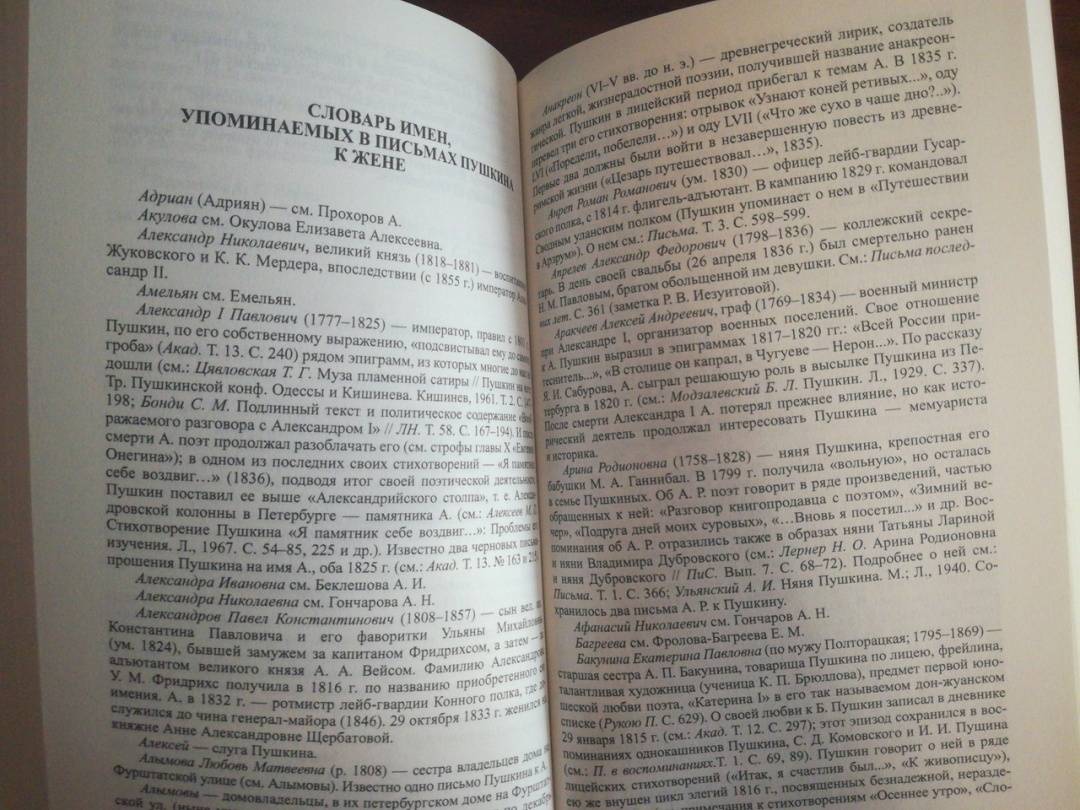 СЛОВАРЬ ИМЕН,
УПОМИНАЕМЫХ В ПИСЬМАХ ПУШКИНА
К ЖЕНЕ
Адриан (Адриян) — см. Прохоров А.
Акулова см. Окулова Елизавета Алексеевна.
Александр Николаевич, великий князь (1818–1881) — воспитан
Жуковского и К. К. Мердера, впоследствии (с 1855 г.) император Алек
сандр II.
Амельян см. Емельян.
Александр I Павлович (1777–1825) — император, правил с 1801
Пушкин, по его собственному выражению, «подсвистывал ему до самого
гроба» (Акад. Т. 13. С. 240) рядом эпиграмм, из которых многие до нас не
дошли (см.: Цявловская Т. Г. Муза пламенной сатиры // Пушкин на юге
Тр. Пушкинской конф. Одессы и Кишинева. Кишинев, 1961. Т. 2. С. 147
198; Бонди С. М. Подлинный текст и политическое содержание «Вооб
ражаемого разговора с Александром I» // ЛН. Т. 58. С. 167–194). И после
смерти А. поэт продолжал разоблачать его (см. строфы главы X «Евгения
Онегина»); в одном из последних своих стихотворений — «Я памятник
себе воздвиг…» (1836), подводя итог своей поэтической деятельности,
Пушкин поставил ее выше «Александрийского столпа», т. е. Алексан
дровской колонны в Петербурге — памятника А. (см.: Алексеев М. П.
Стихотворение Пушкина «Я памятник себе воздвиг…»: Проблемы его
изучения. Л., 1967. С. 54–85, 225 и др.). Известно два черновых письма
прошения Пушкина на имя А., оба 1825 г. (см.: Акад. Т. 13. № 163 и 215
Александра Ивановна см. Беклешова А. И.
Александра Николаевна см. Гончарова А. Н.
Александров Павел Константинович (1808–1857) — сын вел. кн.
Константина Павловича и его фаворитки Ульяны Михайловны
(ум. 1824), бывшей замужем за капитаном Фридрихсом, а затем — за
адъютантом великого князя А. А. Вейсом. Фамилию Александров
У. М. Фридрихс получила в 1816 г. по названию приобретенного ею
имения. А. в 1832 г. — ротмистр лейб-гвардии Конного полка, где до
служился до чина генерал-майора (1846). 29 октября 1833 г. женился на
княжне Анне Александровне Щербатовой.
Алексей — слуга Пушкина.
Алымова Любовь Матвеевна (р. 1808) — сестра владельцев дома на
Фурштатской улице (см. Алымовы). Известно одно письмо Пушкина к А.
Алымовы — домовладельцы, в их петербургском доме на Фуршта
ской ул.
Анакреон (VI–V вв. до н. э.) — древнегреческий лирик, создатель
жанра легкой, жизнерадостной поэзии, получившей название анакреон-
тической. Пушкин в лицейский период прибегал к темам А. В 1835 г.
перевел три его стихотворения: отрывок «Узнают коней ретивых...», оду
LVI («Поредели, побелели…») и оду LVII («Что же сухо в чаше дно?..»).
Первые два должны были войти в незавершенную повесть из древне-
римской жизни («Цезарь путешествовал…», 1835).
Анреп Роман Романович (ум. 1830) — офицер лейб-гвардии Гусар-
ского полка, с 1814 г. флигель-адъютант. В кампанию 1829 г. командовал
Сводным уланским полком (Пушкин упоминает о нем в «Путешествии
в Арзрум»). О нем см.: Письма. Т. 3. С. 598–599.
Апрелев Александр Федорович (1798–1836) — коллежский секре-
тарь. В день своей свадьбы (26 апреля 1836 г.) был смертельно ранен
Н. М. Павловым, братом обольщенной им девушки. См.: Письма послед-
них лет. С. 361 (заметка Р. В. Иезуитовой).
Аракчеев Алексей Андреевич, граф (1769–1834) — военный министр
при Александре I, организатор военных поселений. Свое отношение
к А. Пушкин выразил в эпиграммах 1817–1820 гг.: «Всей России при-
теснитель...», «В столице он капрал, в Чугуеве — Нерон...». По рассказу
Я. И. Сабурова, А. сыграл решающую роль в высылке Пушкина из Пе-
тербурга в 1820 г. (см.: Модзалевский Б. Л. Пушкин. Л., 1929. С. 337).
После смерти Александра I А. потерял прежнее влияние, но как исто-
рический деятель продолжал интересовать Пушкина — мемуариста
и историка.
Арина Родионовна (1758–1828) — няня Пушкина, крепостная его
бабушки М. А. Ганнибал. В 1799 г. получила «вольную», но осталась
в семье Пушкиных. Об А. Р. поэт говорит в ряде произведений, частью
обращенных к ней: «Разговор книгопродавца с поэтом», «Зимний ве-
чер», «Подруга дней моих суровых», «…Вновь я посетил...» и др. Вос-
поминания об А. Р. отразились также в образах няни Татьяны Лариной
и няни Владимира Дубровского (см.: Лернер Н. О. Арина Родионовна
и няня Дубровского // ПиС. Вып. 7. С. 68–72). Подробнее о ней см.:
Письма. Т. 1. С. 366; Ульянский А. И. Няня Пушкина. М.; Л., 1940. Со-
хранилось два письма А. Р. к Пушкину.
Афанасий Николаевич см. Гончаров А. Н.
Багреева см. Фролова-Багреева Е. М.
Бакунина Екатерина Павловна (по мужу Полторацкая; 1795–1869) —
старшая сестра А. П. Бакунина, товарища Пушкина по лицею, фрейлина,
талантливая художница (ученица К. П. Брюллова), предмет первой юно-
шеской любви поэта, «Катерина I» в его так называемом дон-жуанском
списке (Рукою П. С. 629). О своей любви к Б. Пушкин записал в дневнике
29 января 1815 г. (см.: Акад. Т. 12. С. 297); этот эпизод сохранился в вос-
поминаниях однокашников Пушкина, С. Д. Комовского и И. И. Пущина
(см.: П. в воспоминаниях.Т. 1. С. 69, 89). Пушкин говорит о ней в ряде
лицейских стихотворений («Итак, я счастлив был...», «К живописцу»),
ею же внушен цикл элегий 1816 г., посвященных безнадежной, неразде-
примечания к стихотворениям «Осеннее утро», «Сло-